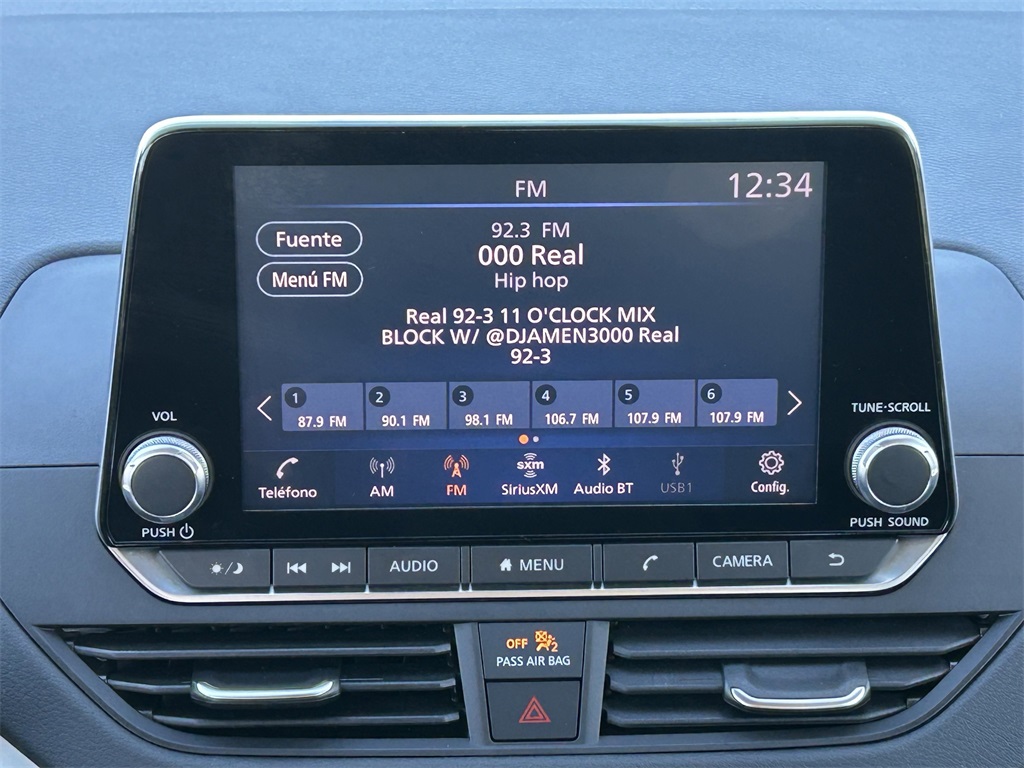 FM
12:34
Fuente
Menú FM
92.3 FM
000 Real
Hip hop
Real 92-3 11 O'CLOCK MIX
BLOCK W/ @DJAMEN3000 Real
92-3
1 2 3 4 5 6
87.9 FM 90.1 FM 98.1 FM 106.7 FM 107.9 FM 107.9 FM
sxm
Teléfono AM FM SiriusXM Audio BT USB1 Config.
VOL
PUSH
TUNE·SCROLL
PUSH SOUND
AUDIO MENU CAMERA
OFF 2
PASS AIR BAG